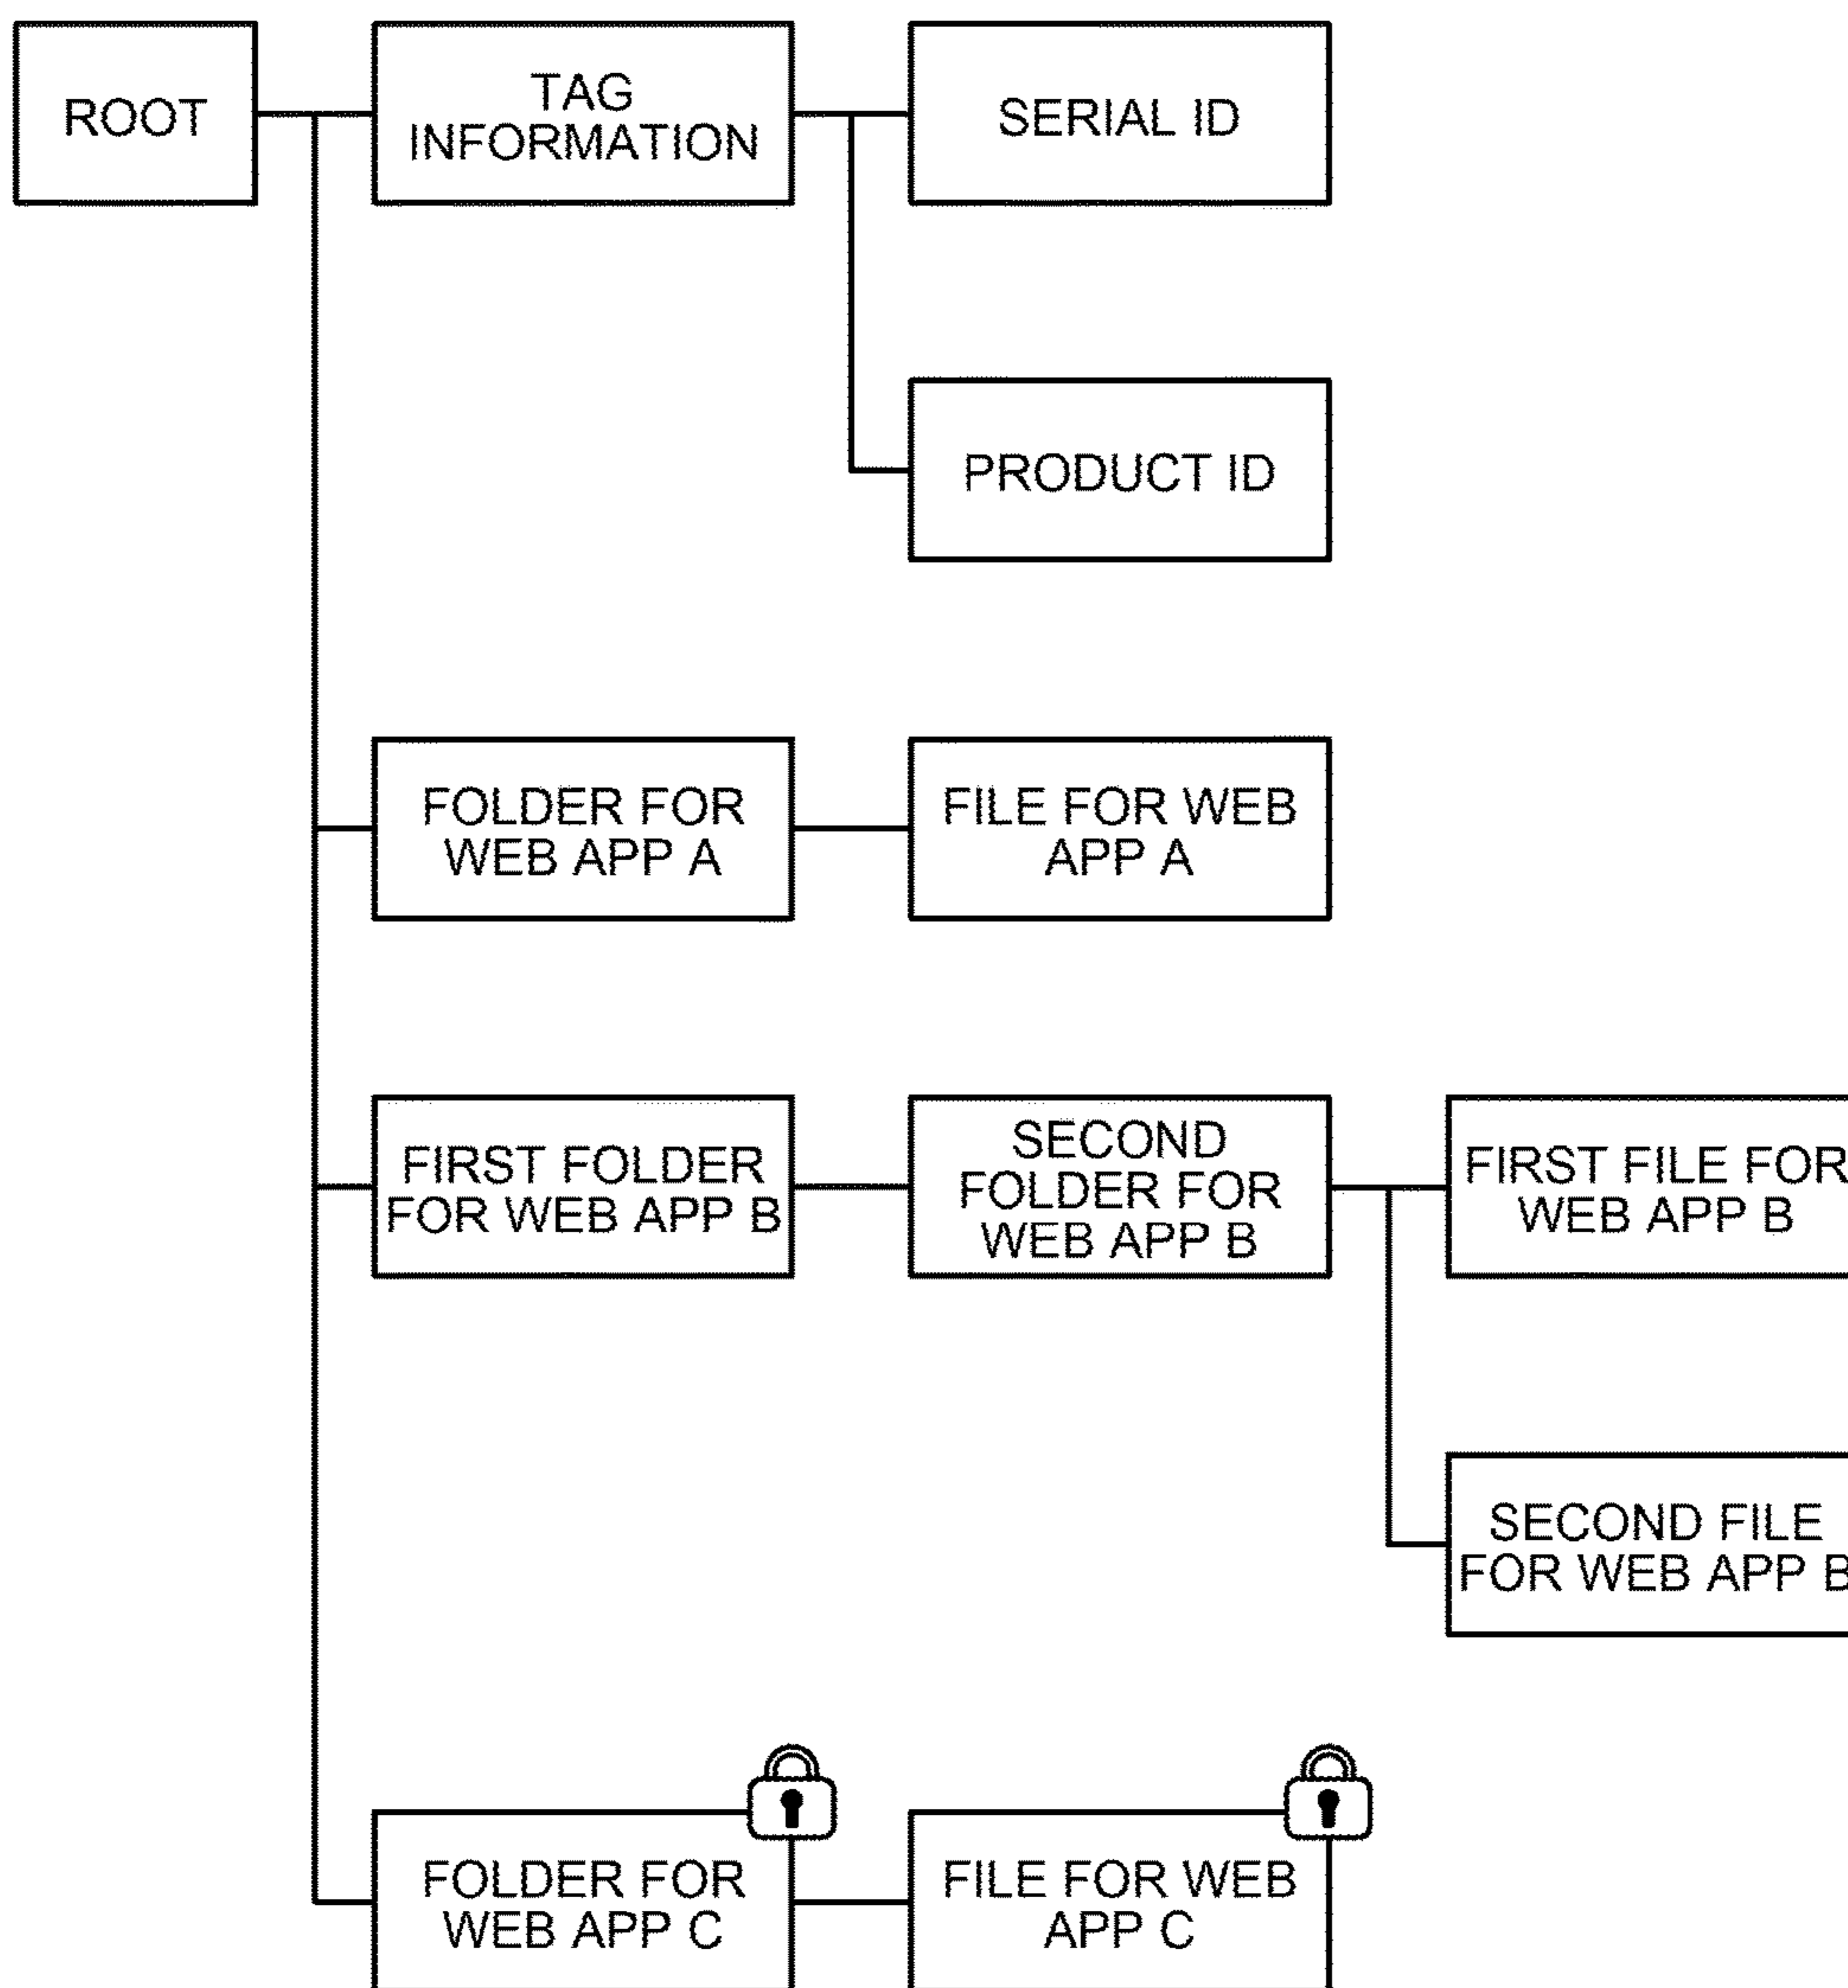 ROOT
TAG
INFORMATION
SERIAL ID
PRODUCT ID
FOLDER FOR
WEB APP A
FILE FOR WEB
APP A
FIRST FOLDER
FOR WEB APP B
SECOND
FOLDER FOR
WEB APP B
FIRST FILE FOR
WEB APP B
SECOND FILE
FOR WEB APP B
FOLDER FOR
WEB APP C
FILE FOR WEB
APP C